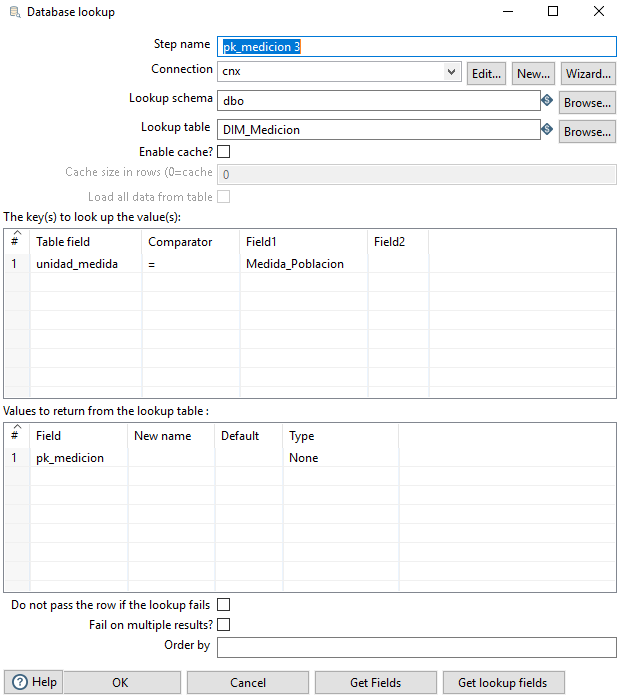 Database lookup
Step name pk_medicion 3
Connection cnx Edit... New... Wizard...
Lookup schema dbo Browse...
Lookup table DIM_Medicion Browse...
Enable cache?
Cache size in rows (0=cache 0
Load all data from table
The key(s) to look up the value(s):
# Table field Comparator Field1 Field2
1 unidad_medida = Medida_Poblacion
Values to return from the lookup table :
# Field New name Default Type
1 pk_medicion None
Do not pass the row if the lookup fails
Fail on multiple results?
Order by
Help OK Cancel Get Fields Get lookup fields